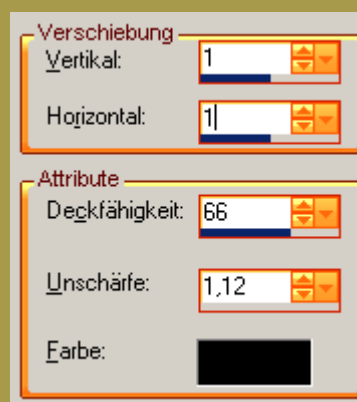 Verschiebung
Vertikal: 1
Horizontal: 1
Attribute
Deckfähigkeit: 66
Unschärfe: 1,12
Farbe: